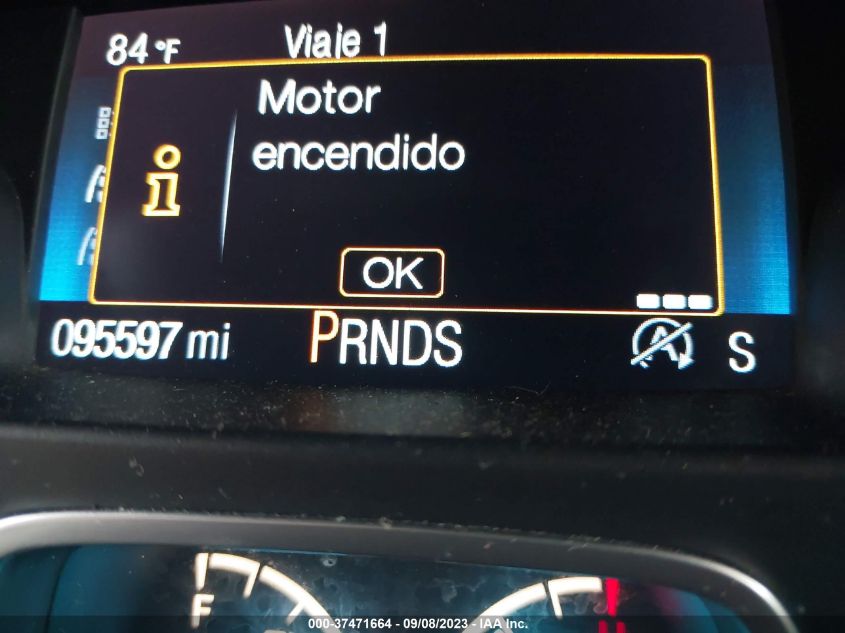 84°F Viaje 1
Motor
encendido
i
OK
095597 mi PRNDS A S
F
000-37471664 - 09/08/2023 - IAA Inc.